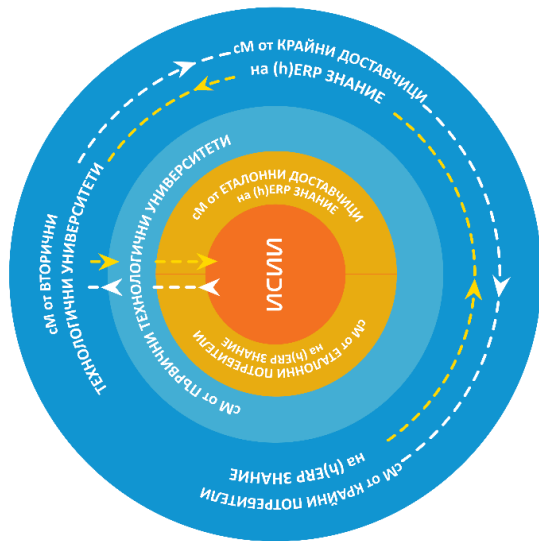 сМ от КРАЙНИ ДОСТАВЧИЦИ
на (h)ERP ЗНАНИЕ
сМ от ВТОРИЧНИ
ТЕХНОЛОГИЧНИ УНИВЕРСИТЕТИ
сМ от ПЪРВИЧНИ ТЕХНОЛОГИЧНИ УНИВЕРСИТЕТИ
сМ от ЕТАЛОННИ ДОСТАВЧИЦИ
на (h)ERP ЗНАНИЕ
ИСИИ
сМ от ЕТАЛОННИ ПОТРЕБИТЕЛИ
на (h)ERP ЗНАНИЕ
сМ от КРАЙНИ ПОТРЕБИТЕЛИ
на (h)ERP ЗНАНИЕ